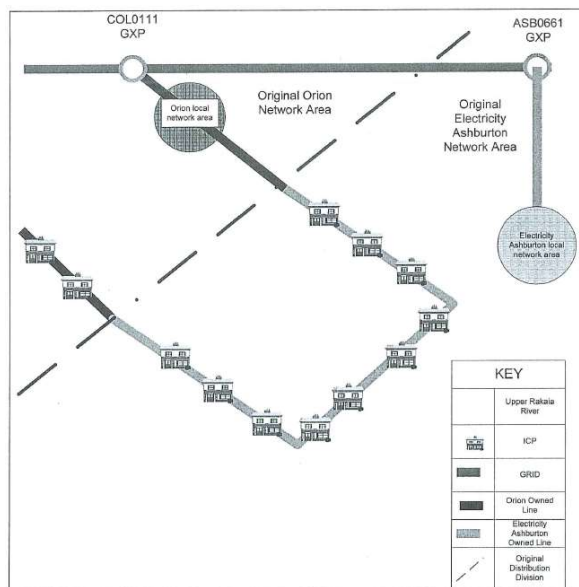 COL0111
GXP
ASB0661
GXP
Orion local
network area
Original Orion
Network Area
Original
Electricity
Ashburton
Network Area
Electricity
Ashburton local
network area
KEY
Upper Rakaia
River
ICP
GRID
Orion Owned
Line
Electricity
Ashburton
Owned Line
Original
Distribution
Division